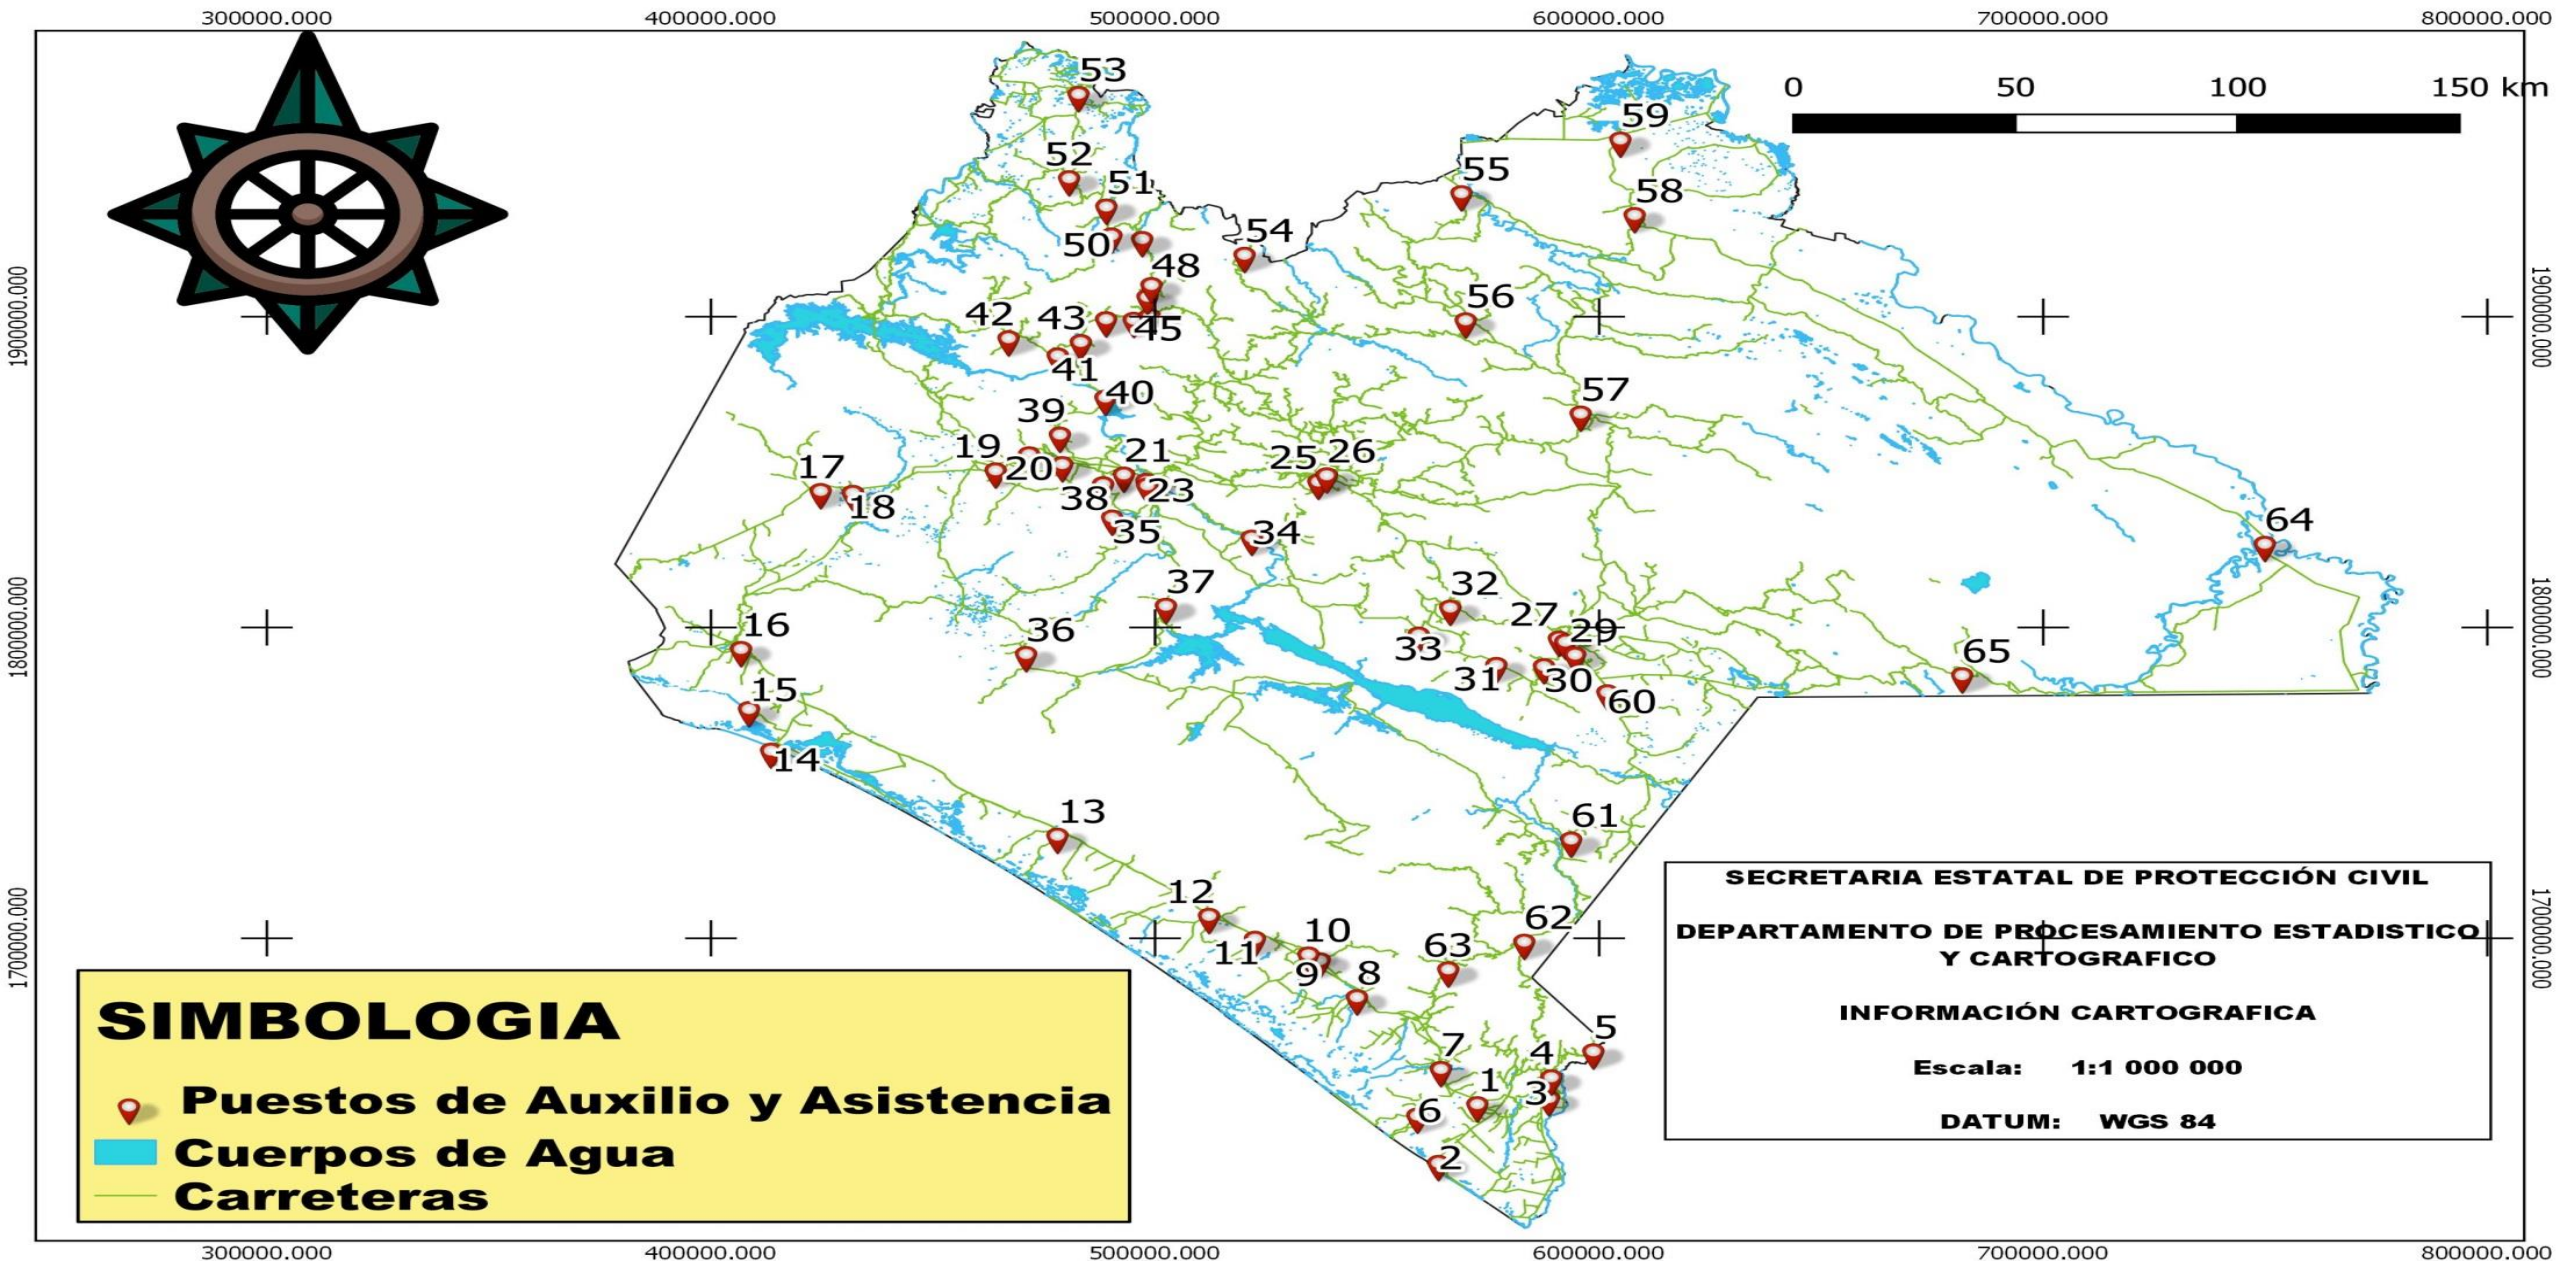 300000.000 400000.000 500000.000 600000.000 700000.000 800000.000
0 50 100 150 km
53
59
52
55
51
58
54
50
48
56
42 43
45
41
57
40
39
19 21 25 26
17 20
38 23
18
64
35 34
37 32
27
16 36 29
33 65
31 30
15 60
14
13 61
12 62
10
11 63
9 8
5
7 4
1
3
6
2
1900000.000
1800000.000
1700000.000
1900000.000
1800000.000
1700000.000
SECRETARIA ESTATAL DE PROTECCIÓN CIVIL
DEPARTAMENTO DE PROCESAMIENTO ESTADISTICO
Y CARTOGRAFICO
INFORMACIÓN CARTOGRAFICA
Escala: 1:1 000 000
DATUM: WGS 84
SIMBOLOGIA
Puestos de Auxilio y Asistencia
Cuerpos de Agua
Carreteras
300000.000 400000.000 500000.000 600000.000 700000.000 800000.000